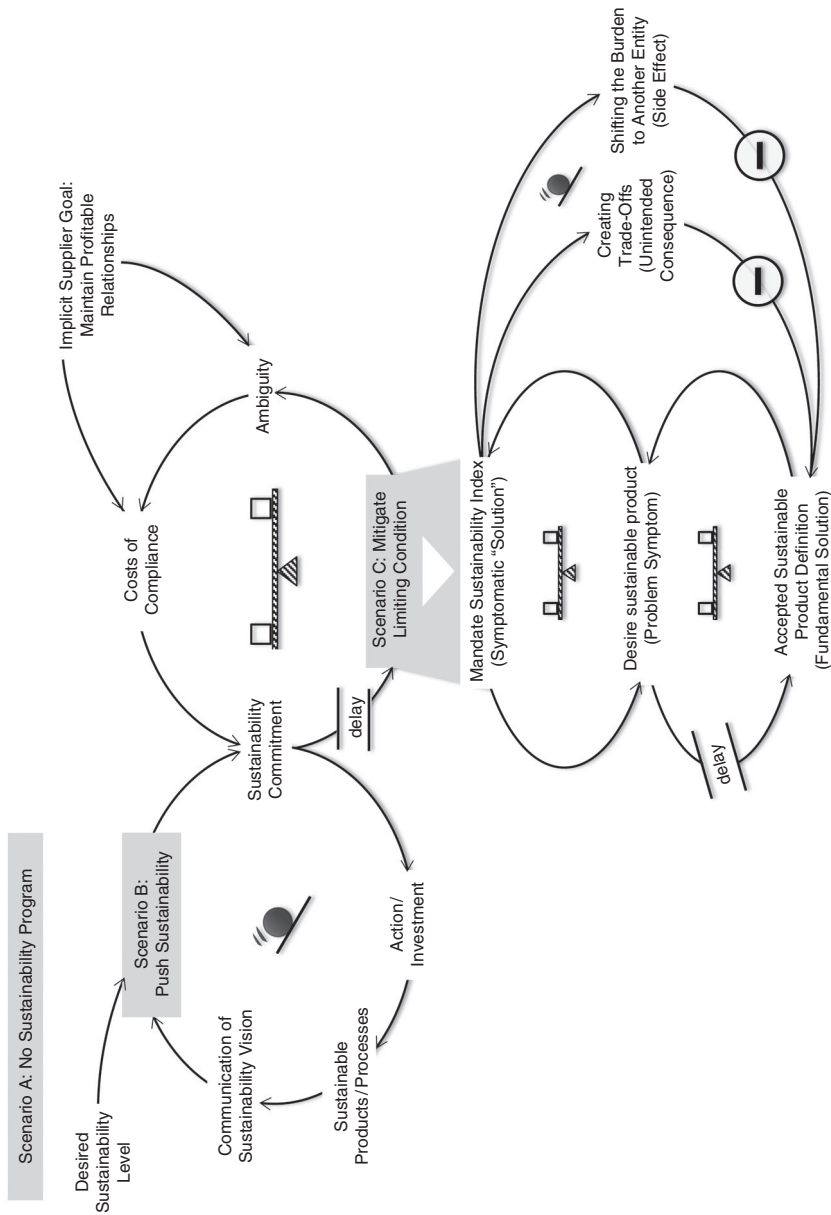 Scenario A: No Sustainability Program
Desired
Sustainability
Level
Scenario B:
Push Sustainability
Communication of
Sustainability Vision
Sustainable
Products/Processes
Action/
Investment
Sustainability
Commitment
delay
Costs of
Compliance
Implicit Supplier Goal:
Maintain Profitable
Relationships
Ambiguity
Scenario C: Mitigate
Limiting Condition
Mandate Sustainability Index
(Symptomatic “Solution”)
Desire sustainable product
(Problem Symptom)
delay
Accepted Sustainable
Product Definition
(Fundamental Solution)
Creating
Trade-Offs
(Unintended
Consequence)
Shifting the Burden
to Another Entity
(Side Effect)